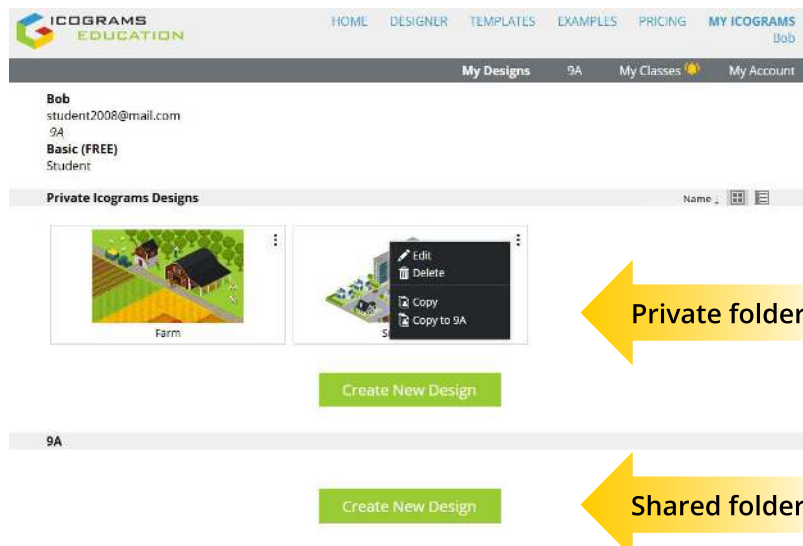 ICOGRAMS
EDUCATION
HOME DESIGNER TEMPLATES EXAMPLES PRICING MY ICOGRAMS
Bob
My Designs 9A My Classes My Account
Bob
student2008@mail.com
9A
Basic (FREE)
Student
Private Icograms Designs Name
Edit
Delete
Copy
Copy to 9A
Farm
Private folder
Create New Design
9A
Create New Design
Shared folder